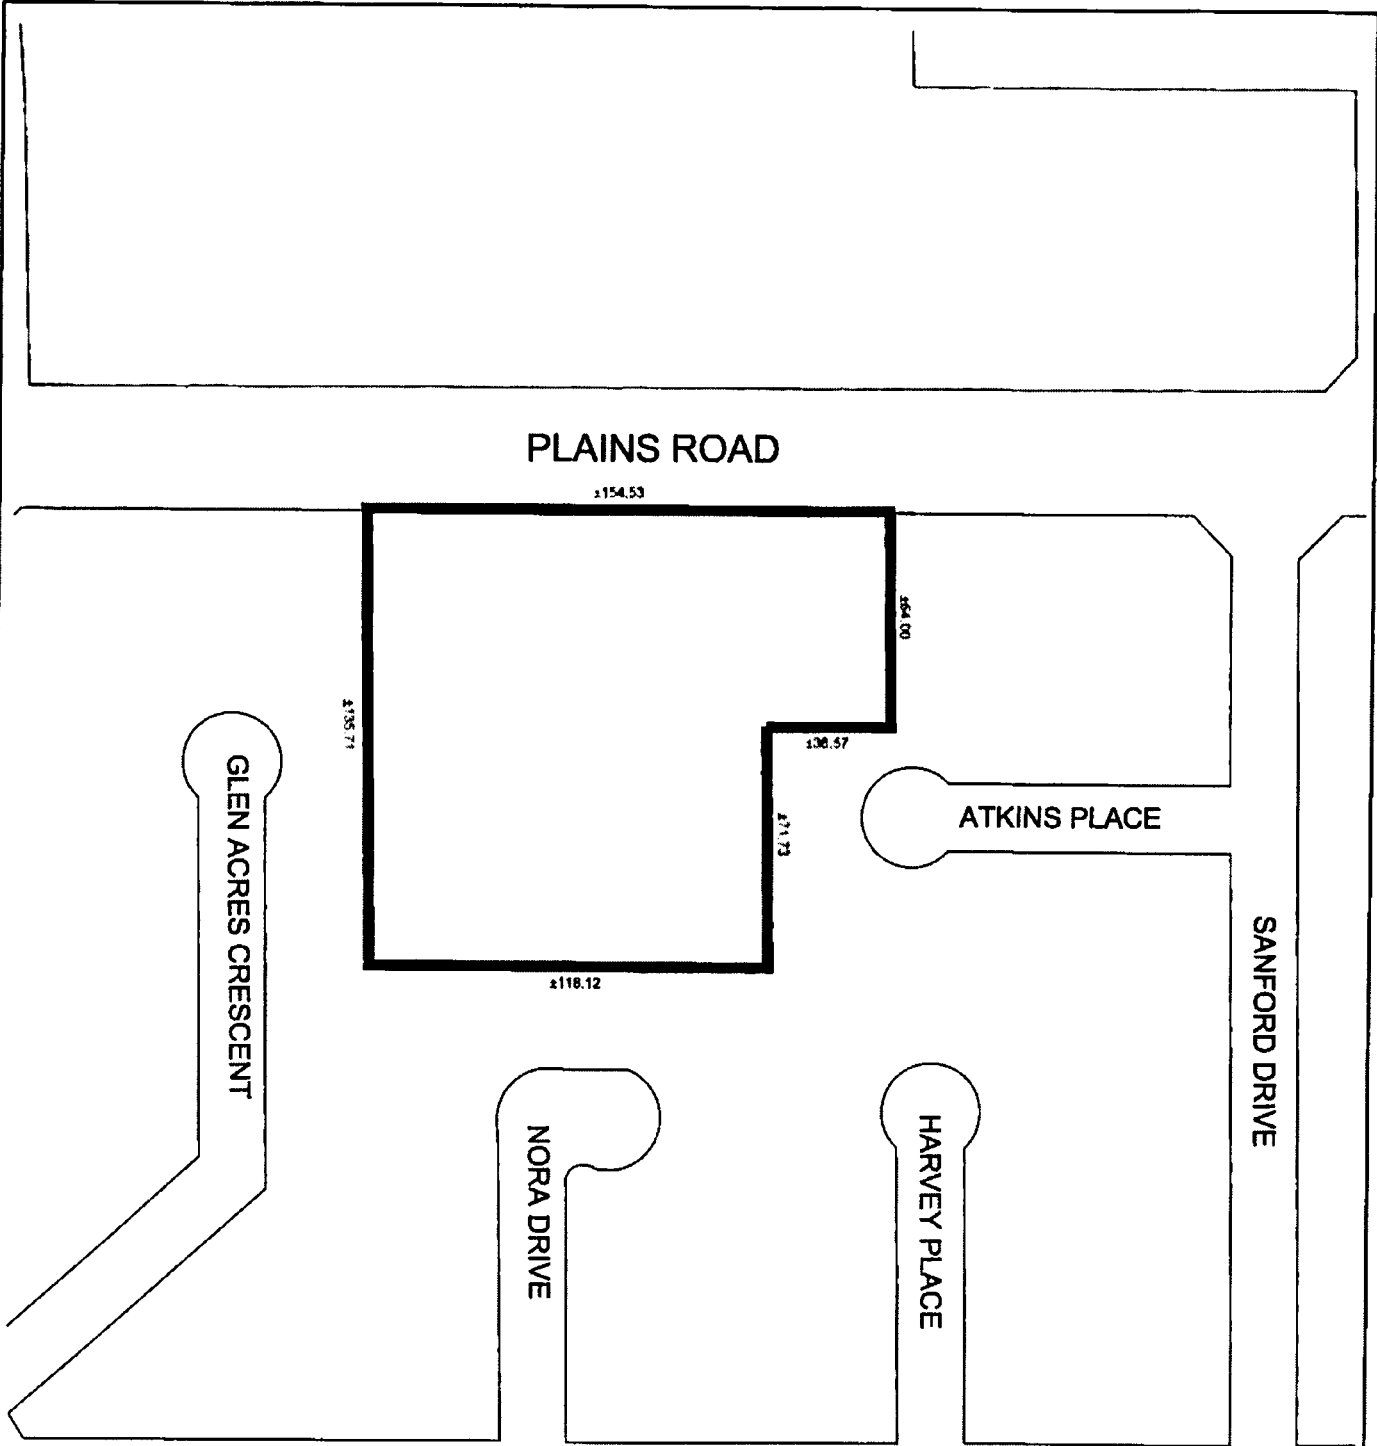 PLAINS ROAD
±154.53
±64.00
±135.71
±36.57
GLEN ACRES CRESCENT
ATKINS PLACE
±71.73
SANFORD DRIVE
±118.12
NORA DRIVE
HARVEY PLACE